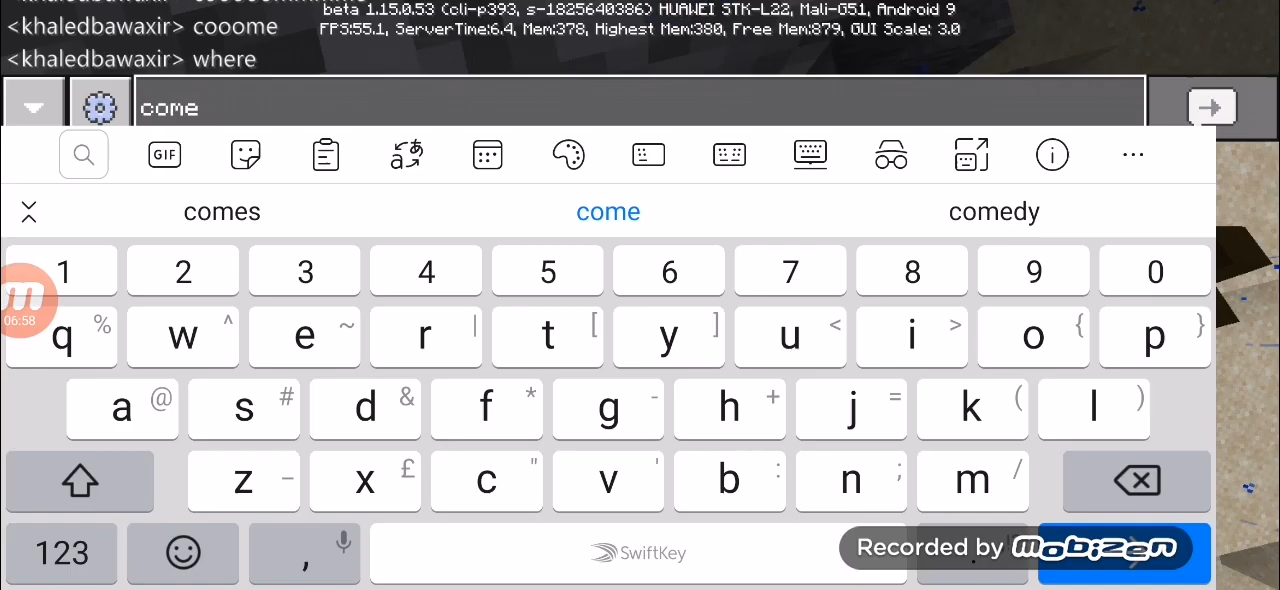 beta 1.15.0.53 (cli-p393, s-1825640386) HUAWEI STK-L22, Mali-G51, Android 9
<khaledbawaxir> cooome
FPS:55.1, ServerTime:6.4, Mem:378, Highest Mem:380, Free Mem:879, GUI Scale: 3.0
<khaledbawaxir> where
come
GIF
comes come comedy
1 2 3 4 5 6 7 8 9 0
06:58
q % w ^ e ~ r | t [ y ] u < i > o { p }
a @ s # d & f * g - h + j = k ( l )
z _ x £ c " v ' b : n ; m /
123 , SwiftKey
Recorded by mobizen